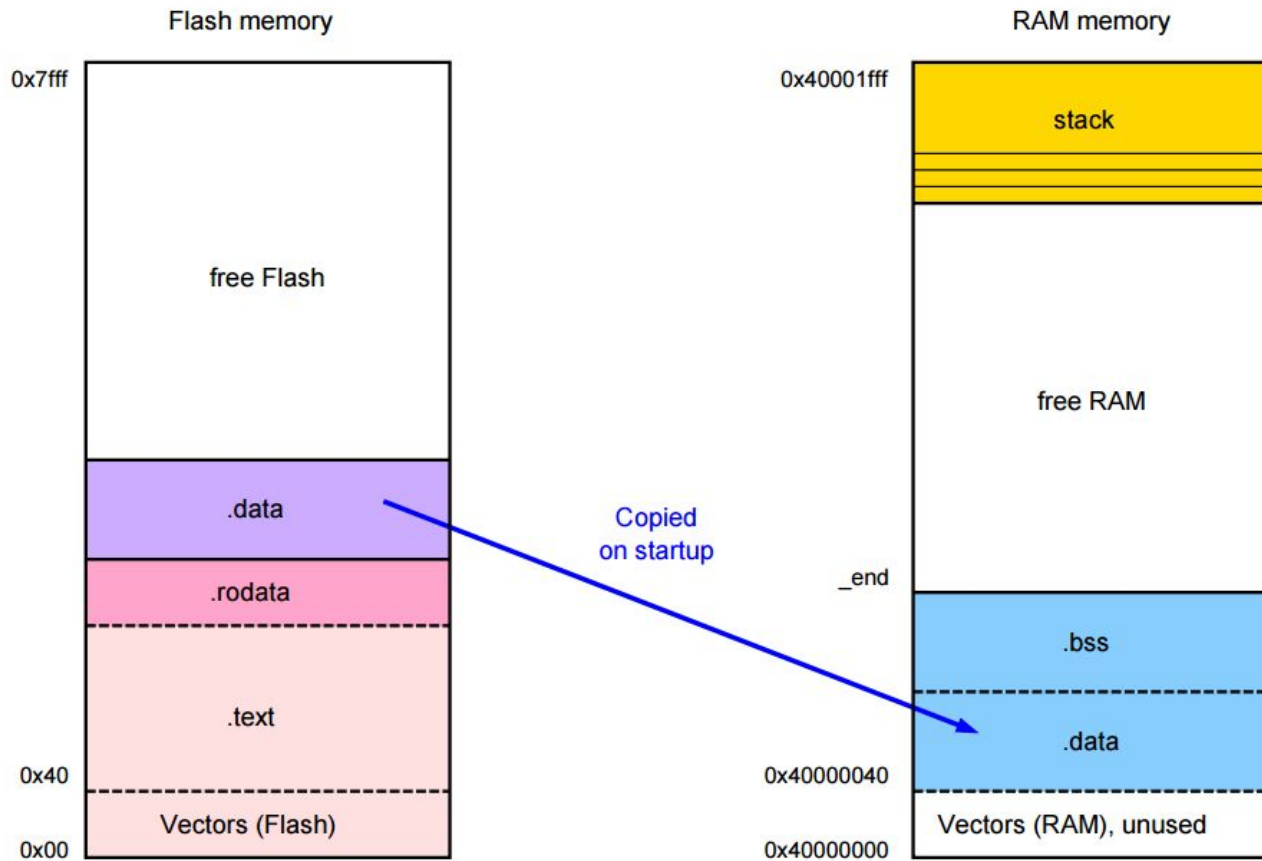 Flash memory
0x7fff
free Flash
.data
.rodata
.text
0x40
Vectors (Flash)
0x00
Copied
on startup
RAM memory
0x40001fff
stack
free RAM
_end
.bss
.data
0x40000040
Vectors (RAM), unused
0x40000000